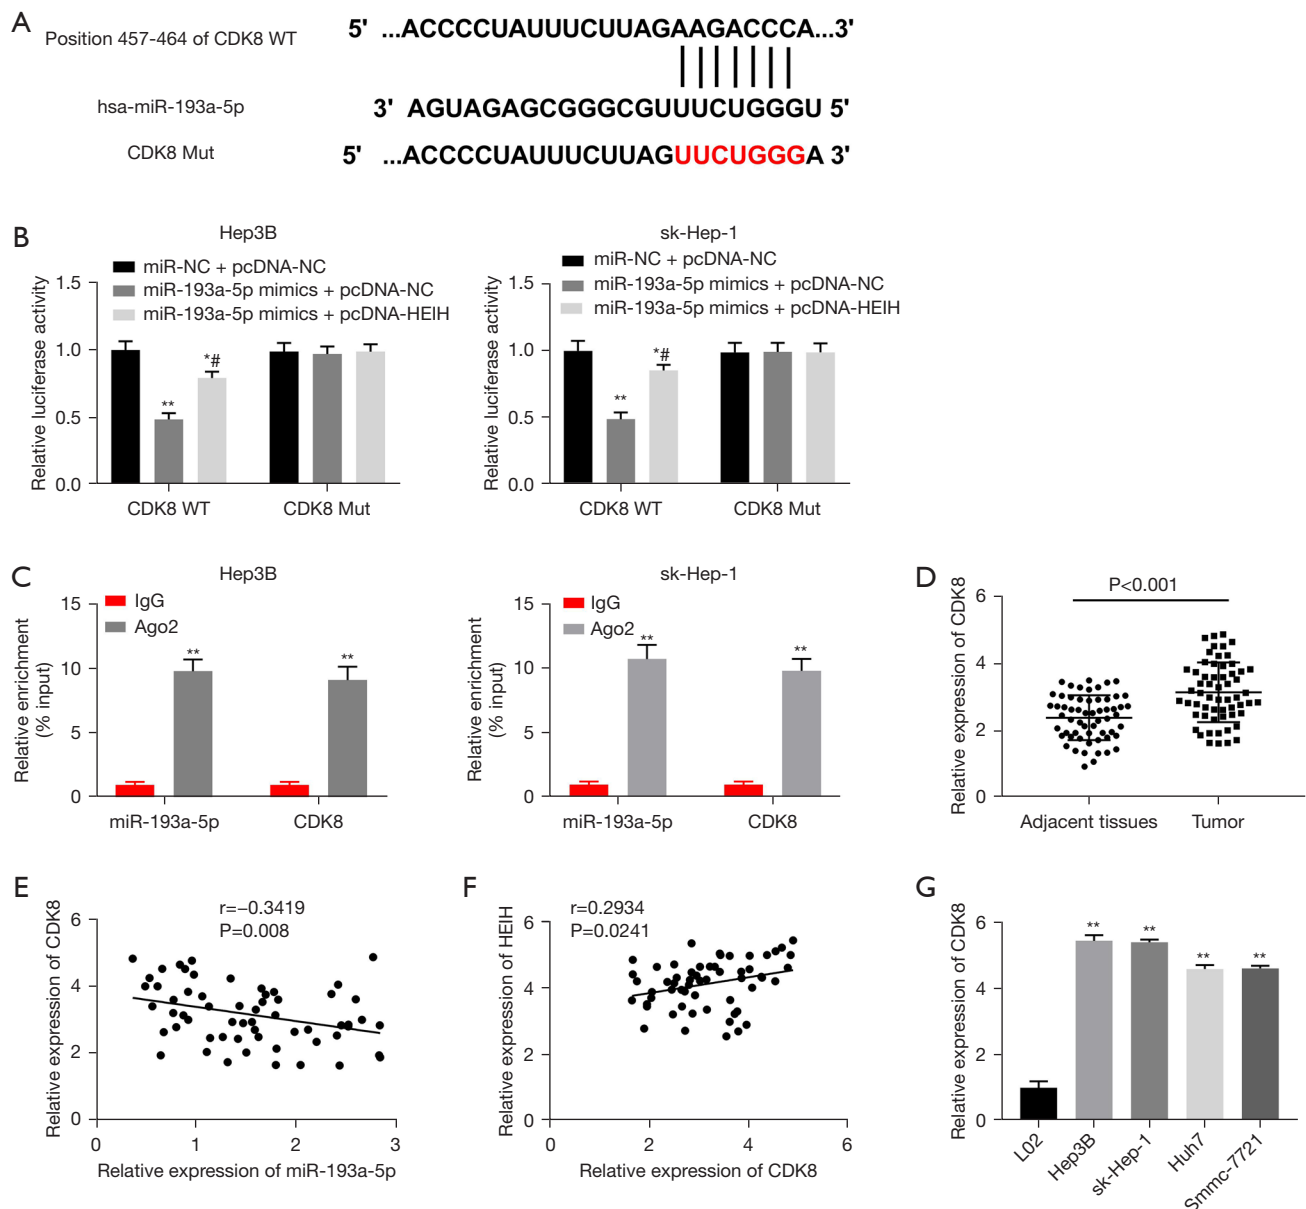 A
Position 457-464 of CDK8 WT
5' ...ACCCCUAUUUCUUAGAAGACCCA...3'
hsa-miR-193a-5p
3' AGUAGAGCGGGCGUUUCUGGGU 5'
CDK8 Mut
5' ...ACCCCUAUUUCUUAGUUCUGGGA 3'
B
Hep3B
miR-NC + pcDNA-NC
miR-193a-5p mimics + pcDNA-NC
miR-193a-5p mimics + pcDNA-HEIH
Relative luciferase activity
1.5
1.0
0.5
0.0
**
*#
CDK8 WT
CDK8 Mut
sk-Hep-1
miR-NC + pcDNA-NC
miR-193a-5p mimics + pcDNA-NC
miR-193a-5p mimics + pcDNA-HEIH
Relative luciferase activity
1.5
1.0
0.5
0.0
**
*#
CDK8 WT
CDK8 Mut
C
Hep3B
IgG
Ago2
Relative enrichment
(% input)
15
10
5
0
**
**
miR-193a-5p
CDK8
sk-Hep-1
IgG
Ago2
Relative enrichment
(% input)
15
10
5
0
**
**
miR-193a-5p
CDK8
D
P<0.001
Relative expression of CDK8
6
4
2
0
Adjacent tissues
Tumor
E
r=−0.3419
P=0.008
Relative expression of CDK8
6
4
2
0
0
1
2
3
Relative expression of miR-193a-5p
F
r=0.2934
P=0.0241
Relative expression of HEIH
6
4
2
0
0
2
4
6
Relative expression of CDK8
G
Relative expression of CDK8
6
4
2
0
**
**
**
**
L02
Hep3B
sk-Hep-1
Huh7
Smmc-7721